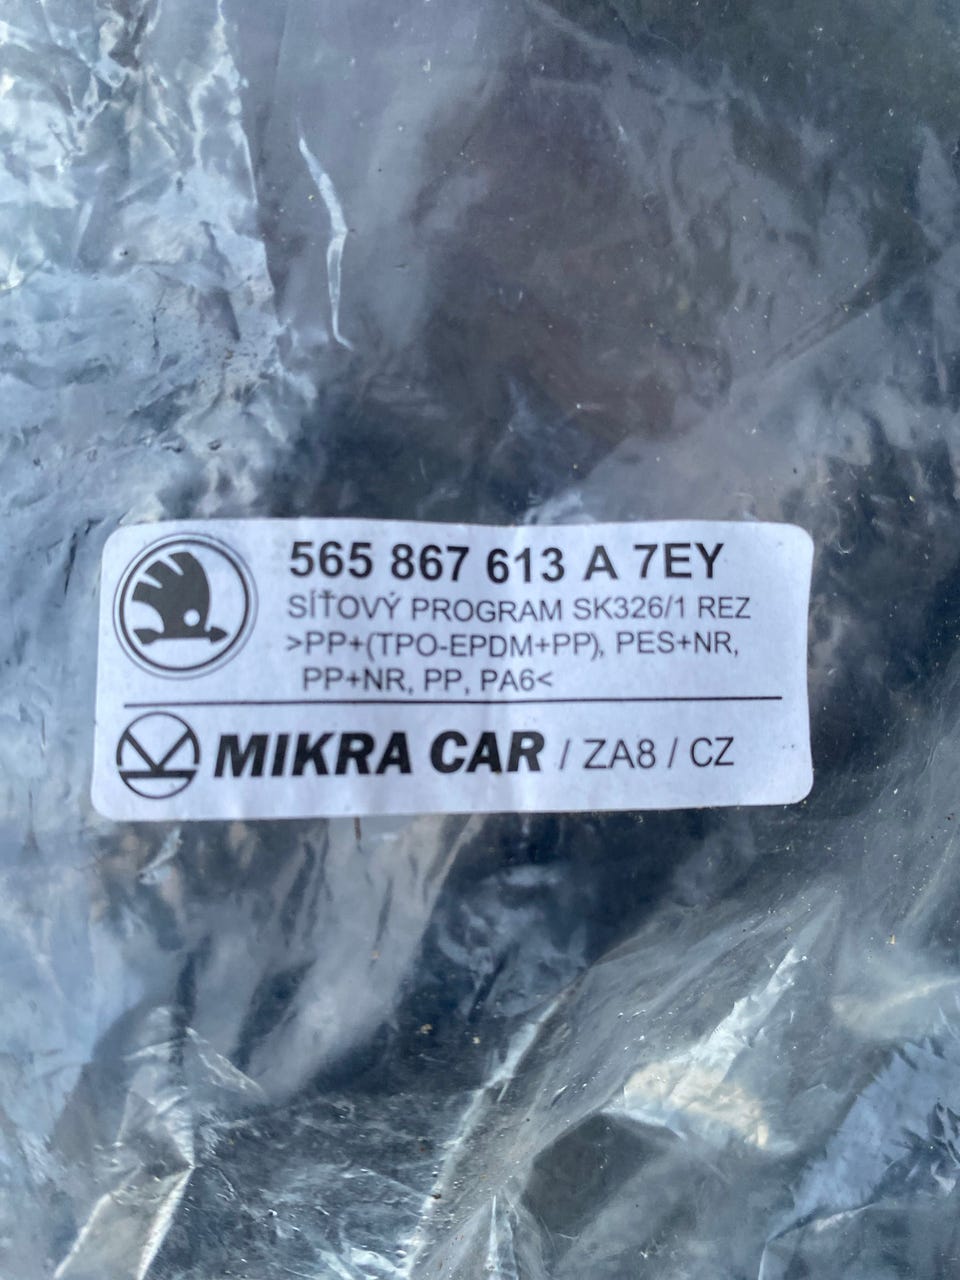 565 867 613 A 7EY
SÍŤOVÝ PROGRAM SK326/1 REZ
>PP+(TPO-EPDM+PP), PES+NR,
PP+NR, PP, PA6<
MIKRA CAR / ZA8 / CZ